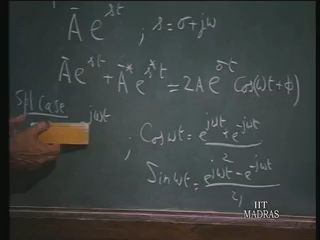 Ā e^{st} ; s = σ + jω
Ā e^{st} + Ā* e^{s*t} = 2A e^{σt} Cos(ωt + φ)
Spl Case
jωt ; Cos ωt = (e^{jωt} + e^{-jωt}) / 2
Sin ωt = (e^{jωt} - e^{-jωt}) / 2j
IIT
MADRAS